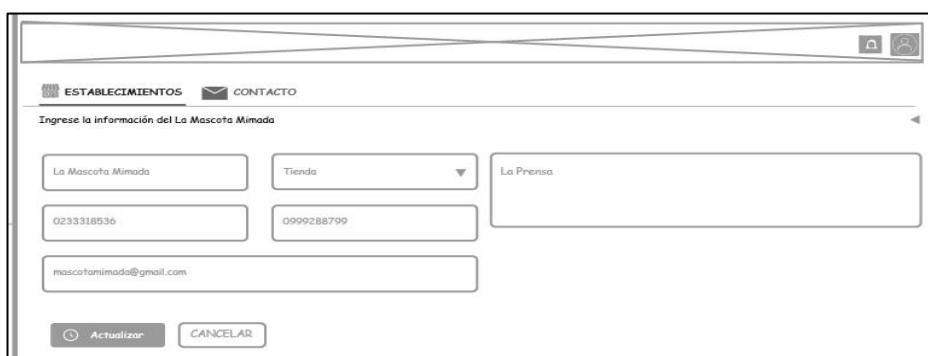 ESTABLECIMIENTOS CONTACTO
Ingrese la información del La Mascota Mimada
La Mascota Mimada Tienda La Prensa
0233318536 0999288799
mascotamimada@gmail.com
Actualizar CANCELAR